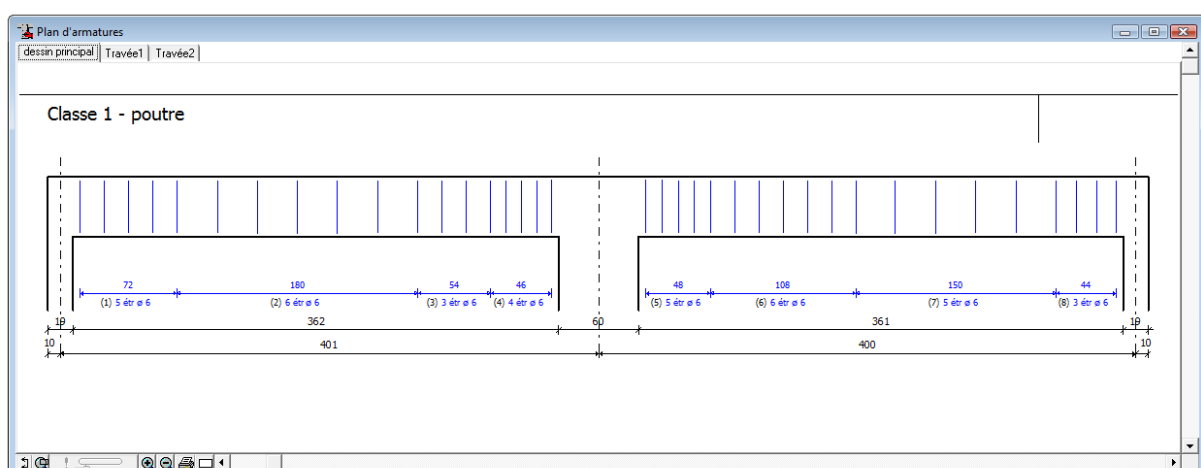 Plan d'armatures
dessin principal Travée1 Travée2
Classe 1 - poutre
72 180 54 46 48 108 150 44
(1) 5 étr ø 6 (2) 6 étr ø 6 (3) 3 étr ø 6 (4) 4 étr ø 6 (5) 5 étr ø 6 (6) 6 étr ø 6 (7) 5 étr ø 6 (8) 3 étr ø 6
19 362 60 361 19
10 401 400 10